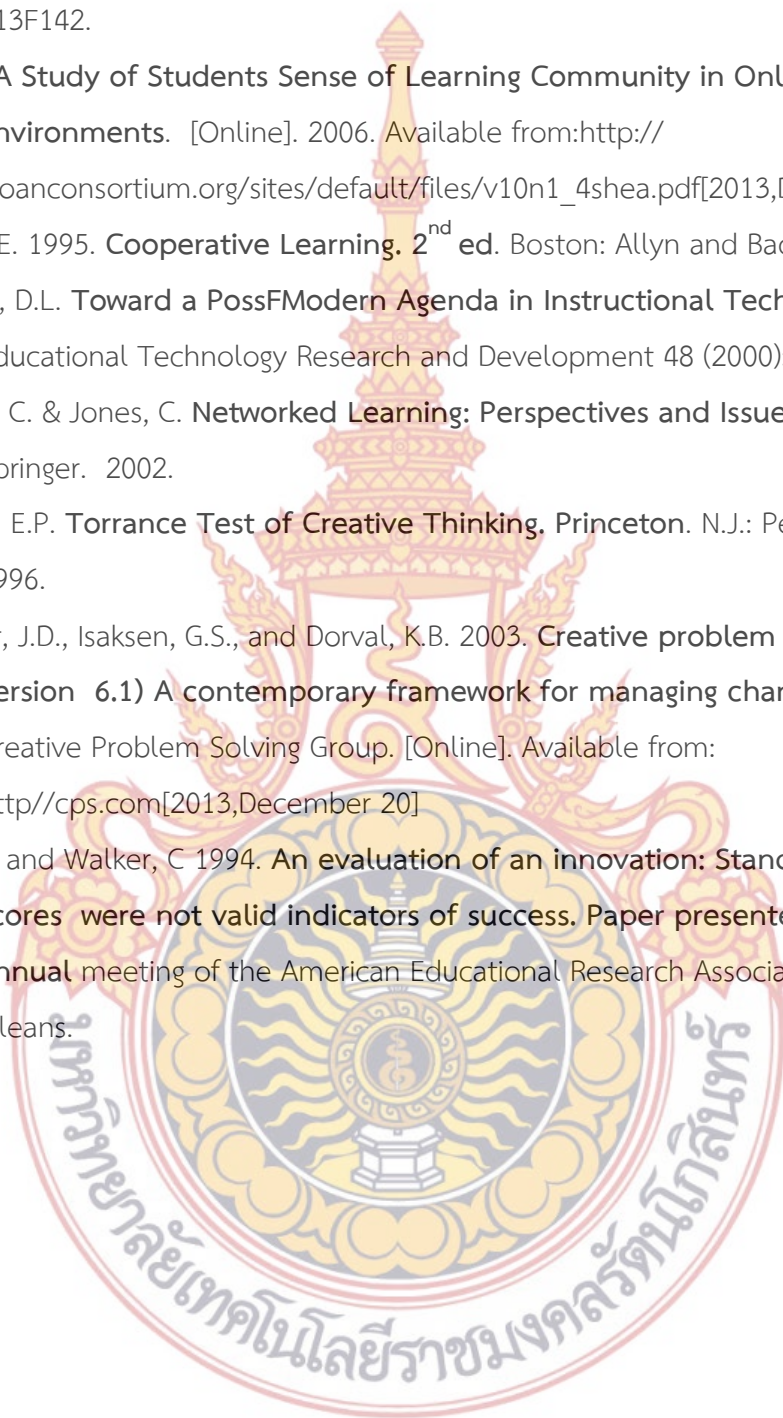 13F142.
A Study of Students Sense of Learning Community in Onl
nvironments. [Online]. 2006. Available from:http://
oanconsortium.org/sites/default/files/v10n1_4shea.pdf[2013,D
E. 1995. Cooperative Learning. 2nd ed. Boston: Allyn and Bac
, D.L. Toward a PossFModern Agenda in Instructional Tech
ducational Technology Research and Development 48 (2000)
C. & Jones, C. Networked Learning: Perspectives and Issue
pringer. 2002.
E.P. Torrance Test of Creative Thinking. Princeton. N.J.: Pe
996.
r, J.D., Isaksen, G.S., and Dorval, K.B. 2003. Creative problem
ersion 6.1) A contemporary framework for managing char
reative Problem Solving Group. [Online]. Available from:
ttp//cps.com[2013,December 20]
and Walker, C 1994. An evaluation of an innovation: Stand
cores were not valid indicators of success. Paper presente
nnual meeting of the American Educational Research Associa
leans.
มหาวิทยาลัยเทคโนโลยีราชมงคลรัตนโกสินทร์